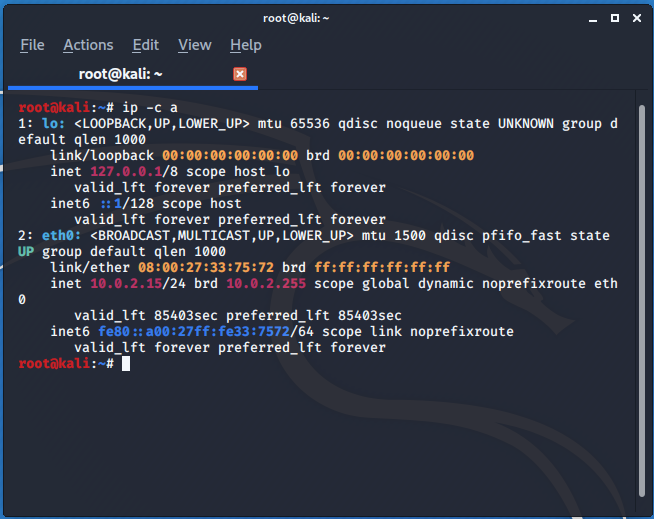 root@kali: ~
File Actions Edit View Help
root@kali: ~
root@kali:~# ip -c a
1: lo: <LOOPBACK,UP,LOWER_UP> mtu 65536 qdisc noqueue state UNKNOWN group d
efault qlen 1000
    link/loopback 00:00:00:00:00:00 brd 00:00:00:00:00:00
    inet 127.0.0.1/8 scope host lo
       valid_lft forever preferred_lft forever
    inet6 ::1/128 scope host
       valid_lft forever preferred_lft forever
2: eth0: <BROADCAST,MULTICAST,UP,LOWER_UP> mtu 1500 qdisc pfifo_fast state
UP group default qlen 1000
    link/ether 08:00:27:33:75:72 brd ff:ff:ff:ff:ff:ff
    inet 10.0.2.15/24 brd 10.0.2.255 scope global dynamic noprefixroute eth
0
       valid_lft 85403sec preferred_lft 85403sec
    inet6 fe80::a00:27ff:fe33:7572/64 scope link noprefixroute
       valid_lft forever preferred_lft forever
root@kali:~#